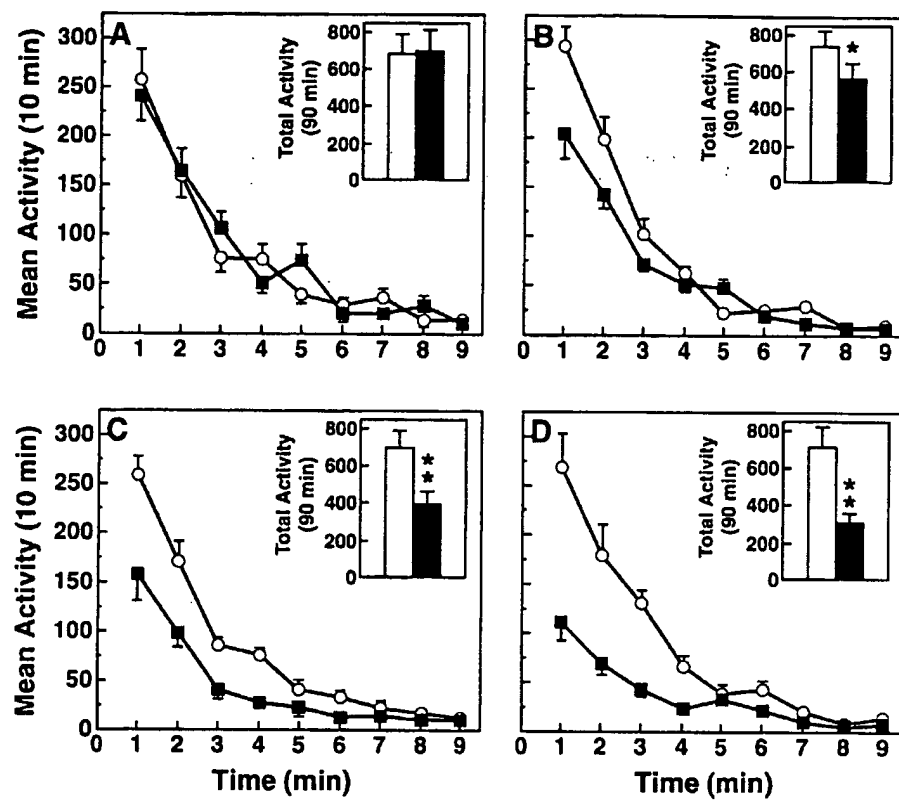 A
Mean Activity (10 min)
300
250
200
150
100
50
0
0 1 2 3 4 5 6 7 8 9
Total Activity
(90 min)
800
600
400
200
0
B
0 1 2 3 4 5 6 7 8 9
Total Activity
(90 min)
800
600
400
200
0
*
C
Mean Activity (10 min)
300
250
200
150
100
50
0
0 1 2 3 4 5 6 7 8 9
Time (min)
Total Activity
(90 min)
800
600
400
200
0
*
*
D
0 1 2 3 4 5 6 7 8 9
Time (min)
Total Activity
(90 min)
800
600
400
200
0
*
*